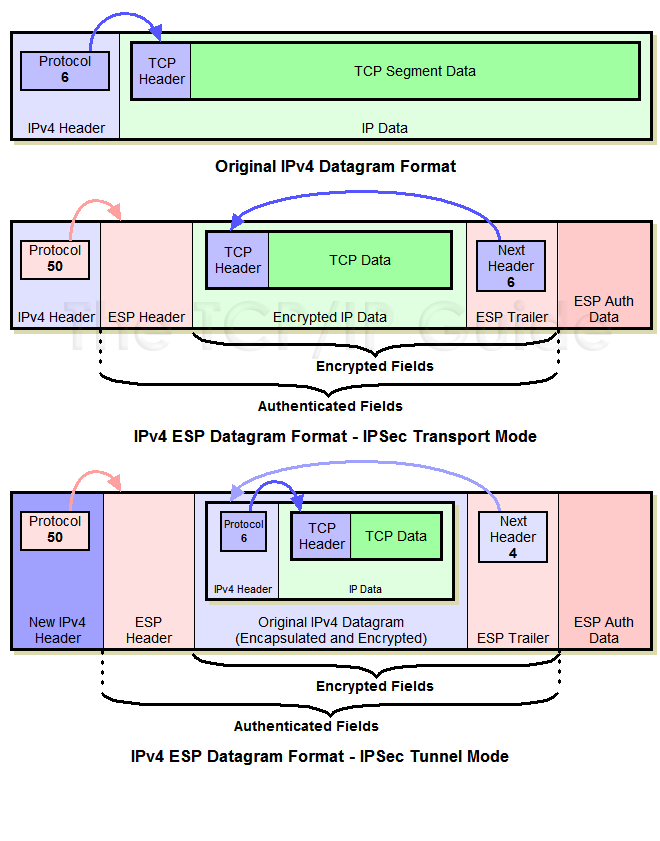 Protocol
6
TCP
Header
TCP Segment Data
IPv4 Header
IP Data
Original IPv4 Datagram Format
Protocol
50
TCP
Header
TCP Data
Next
Header
6
IPv4 Header
ESP Header
Encrypted IP Data
ESP Trailer
ESP Auth
Data
The TCP/IP Guide
Encrypted Fields
Authenticated Fields
IPv4 ESP Datagram Format - IPSec Transport Mode
Protocol
50
Protocol
6
TCP
Header
TCP Data
Next
Header
4
IPv4 Header
IP Data
New IPv4
Header
ESP
Header
Original IPv4 Datagram
(Encapsulated and Encrypted)
ESP Trailer
ESP Auth
Data
Encrypted Fields
Authenticated Fields
IPv4 ESP Datagram Format - IPSec Tunnel Mode